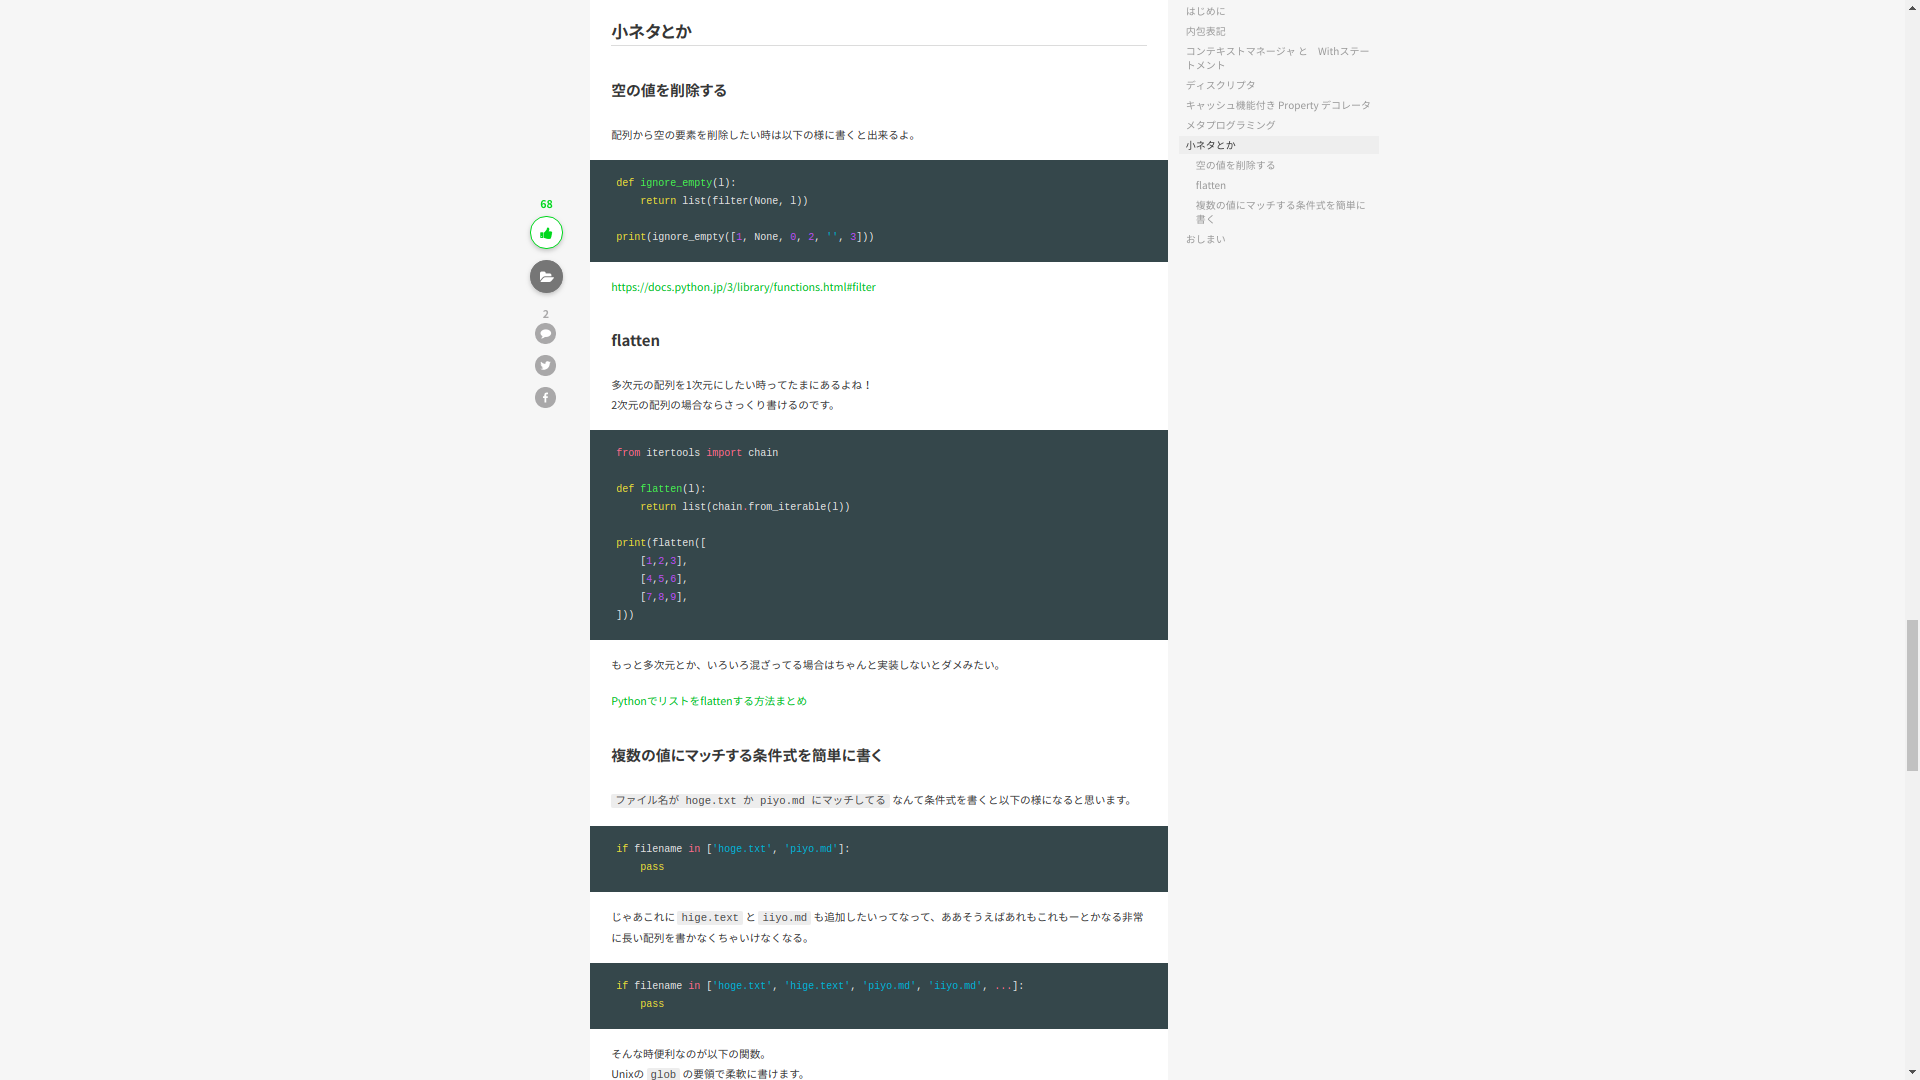 小ネタとか
空の値を削除する
配列から空の要素を削除したい時は以下の様に書くと出来るよ。
def ignore_empty(l):
    return list(filter(None, l))
print(ignore_empty([1, None, 0, 2, '', 3]))
https://docs.python.jp/3/library/functions.html#filter
flatten
多次元の配列を1次元にしたい時ってたまにあるよね！
2次元の配列の場合ならさっくり書けるのです。
from itertools import chain
def flatten(l):
    return list(chain.from_iterable(l))
print(flatten([
    [1,2,3],
    [4,5,6],
    [7,8,9],
]))
もっと多次元とか、いろいろ混ざってる場合はちゃんと実装しないとダメみたい。
Pythonでリストをflattenする方法まとめ
複数の値にマッチする条件式を簡単に書く
ファイル名が hoge.txt か piyo.md にマッチしてる なんて条件式を書くと以下の様になると思います。
if filename in ['hoge.txt', 'piyo.md']:
    pass
じゃあこれに hige.text と iiyo.md も追加したいってなって、ああそうえばあれもこれもーとかなる非常
に長い配列を書かなくちゃいけなくなる。
if filename in ['hoge.txt', 'hige.text', 'piyo.md', 'iiyo.md', ...]:
    pass
そんな時便利なのが以下の関数。
Unixの glob の要領で柔軟に書けます。
68
2
はじめに
内包表記
コンテキストマネージャ と　Withステー
トメント
ディスクリプタ
キャッシュ機能付き Property デコレータ
メタプログラミング
小ネタとか
空の値を削除する
flatten
複数の値にマッチする条件式を簡単に
書く
おしまい